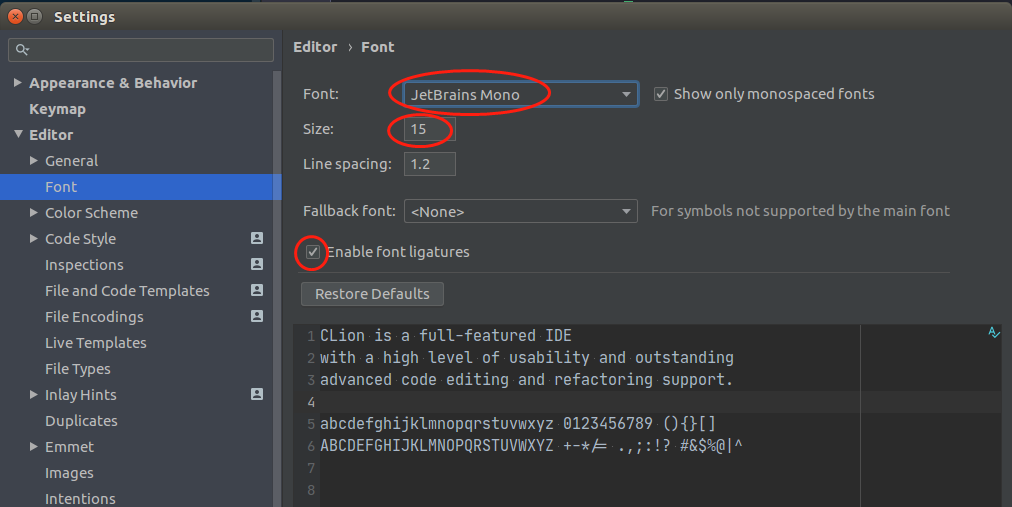 Settings
Appearance & Behavior
Keymap
Editor
General
Font
Color Scheme
Code Style
Inspections
File and Code Templates
File Encodings
Live Templates
File Types
Inlay Hints
Duplicates
Emmet
Images
Intentions
Editor › Font
Font: JetBrains Mono Show only monospaced fonts
Size: 15
Line spacing: 1.2
Fallback font: <None> For symbols not supported by the main font
Enable font ligatures
Restore Defaults
1 CLion is a full-featured IDE
2 with a high level of usability and outstanding
3 advanced code editing and refactoring support.
4
5 abcdefghijklmnopqrstuvwxyz 0123456789 (){}[]
6 ABCDEFGHIJKLMNOPQRSTUVWXYZ +-*/= .,;:!? #&$%@|^
7
8